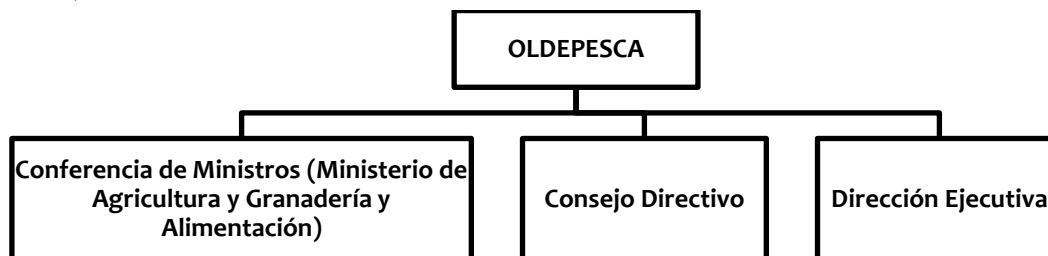 OLDEPESCA
Conferencia de Ministros (Ministerio de
Agricultura y Granadería y
Alimentación)
Consejo Directivo
Dirección Ejecutiva